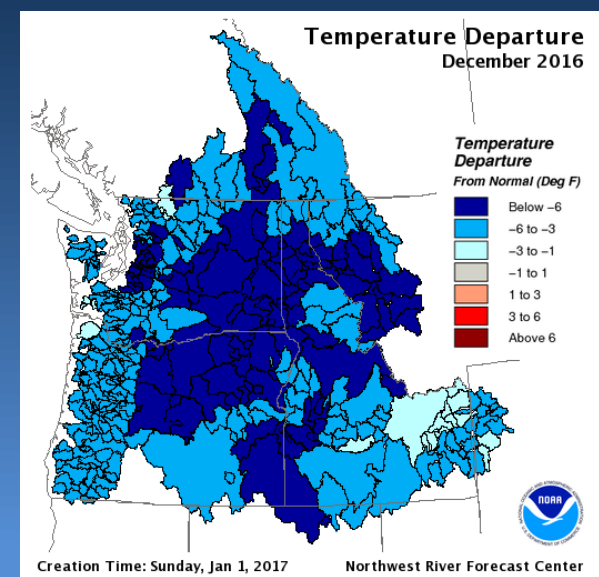 Temperature Departure
December 2016
Temperature
Departure
From Normal (Deg F)
Below −6
−6 to −3
−3 to −1
−1 to 1
1 to 3
3 to 6
Above 6
NOAA
Creation Time: Sunday, Jan 1, 2017
Northwest River Forecast Center